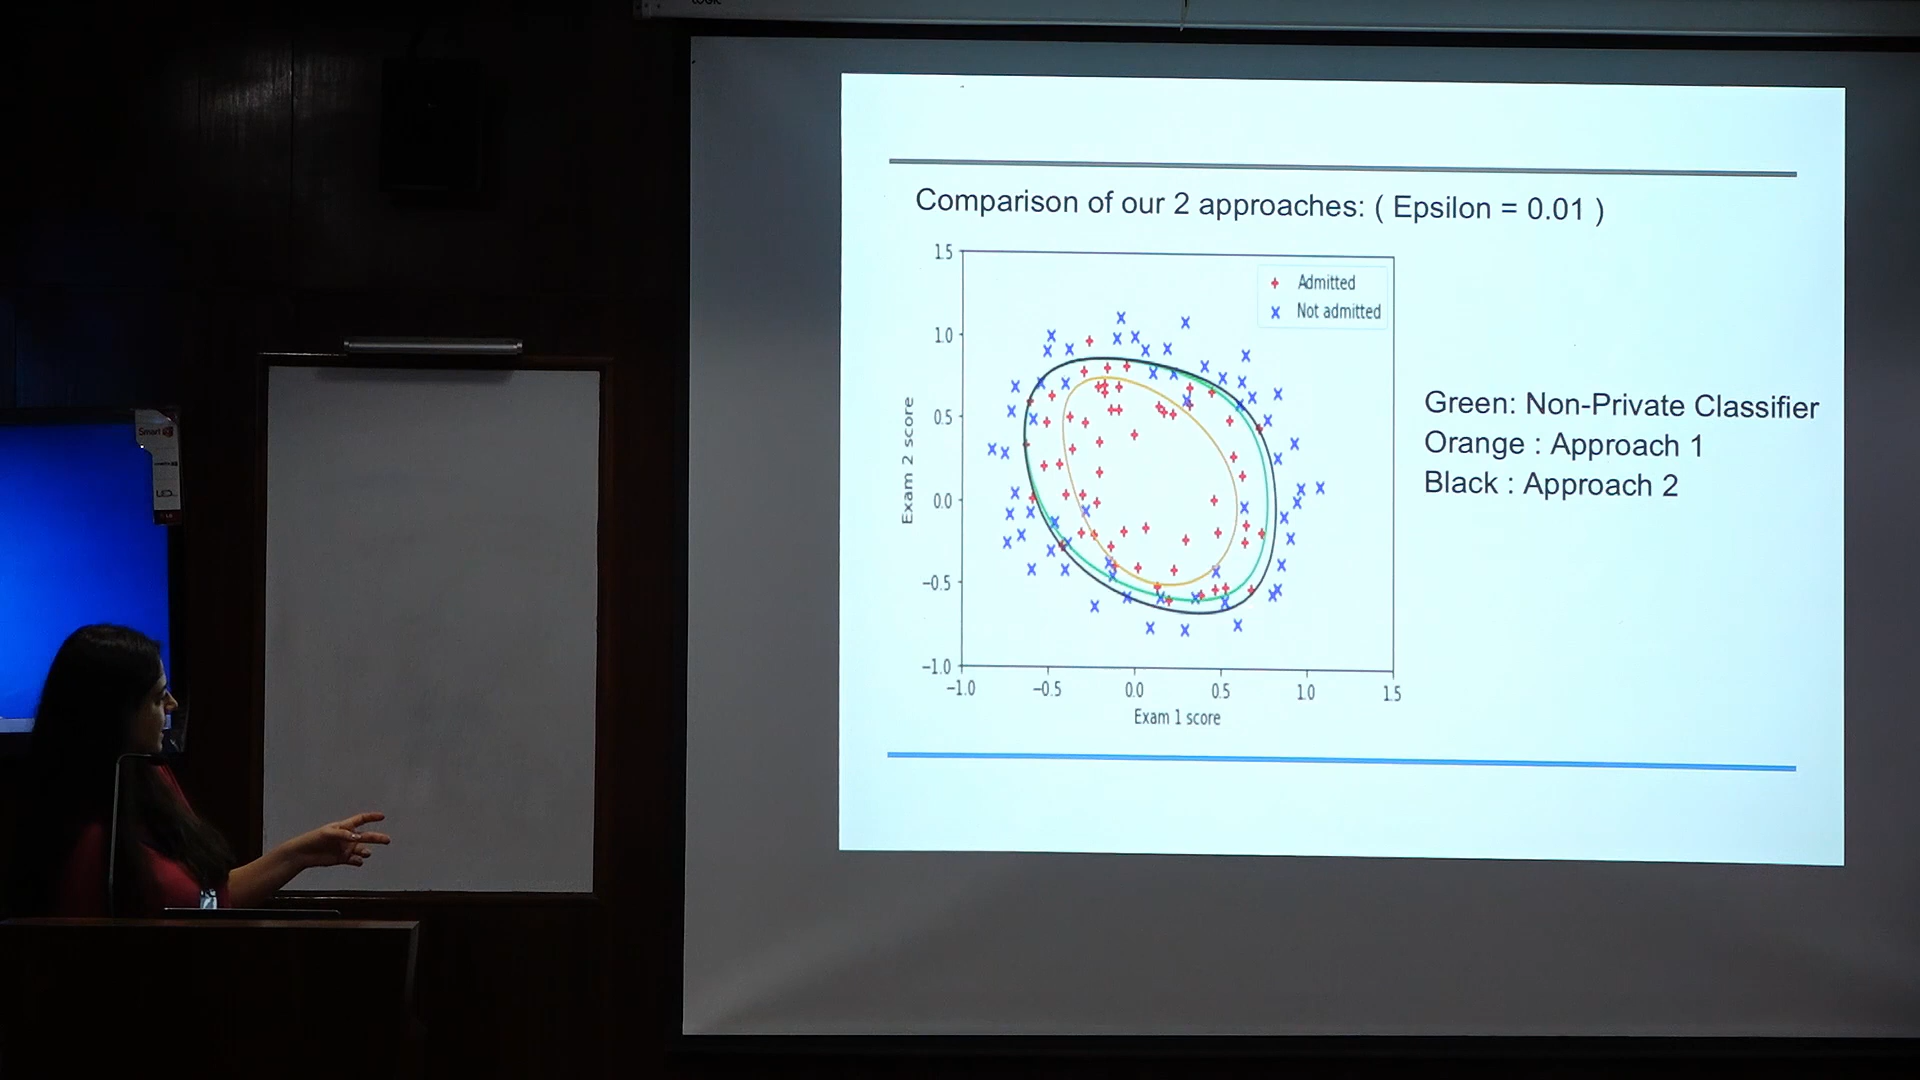 Comparison of our 2 approaches: ( Epsilon = 0.01 )
1.5
1.0
0.5
0.0
−0.5
−1.0
Exam 2 score
Admitted
Not admitted
−1.0 −0.5 0.0 0.5 1.0 1.5
Exam 1 score
Green: Non-Private Classifier
Orange : Approach 1
Black : Approach 2
Smart
LED